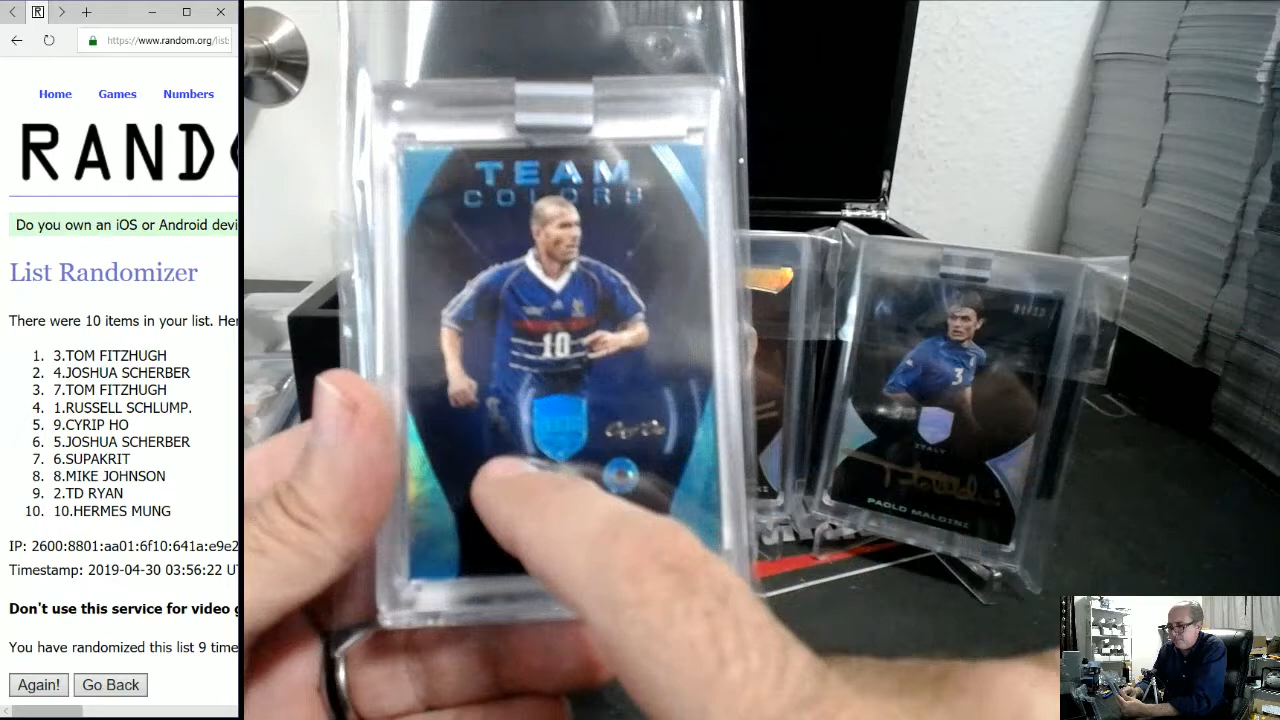 R
https://www.random.org/list
Home Games Numbers
RANDO
Do you own an iOS or Android devi
List Randomizer
There were 10 items in your list. Her
1. 3.TOM FITZHUGH
2. 4.JOSHUA SCHERBER
3. 7.TOM FITZHUGH
4. 1.RUSSELL SCHLUMP.
5. 9.CYRIP HO
6. 5.JOSHUA SCHERBER
7. 6.SUPAKRIT
8. 8.MIKE JOHNSON
9. 2.TD RYAN
10. 10.HERMES MUNG
IP: 2600:8801:aa01:6f10:641a:e9e2
Timestamp: 2019-04-30 03:56:22 U
Don't use this service for video g
You have randomized this list 9 time
Again! Go Back
TEAM
COLORS
10
3
ITALY
PAOLO MALDINI